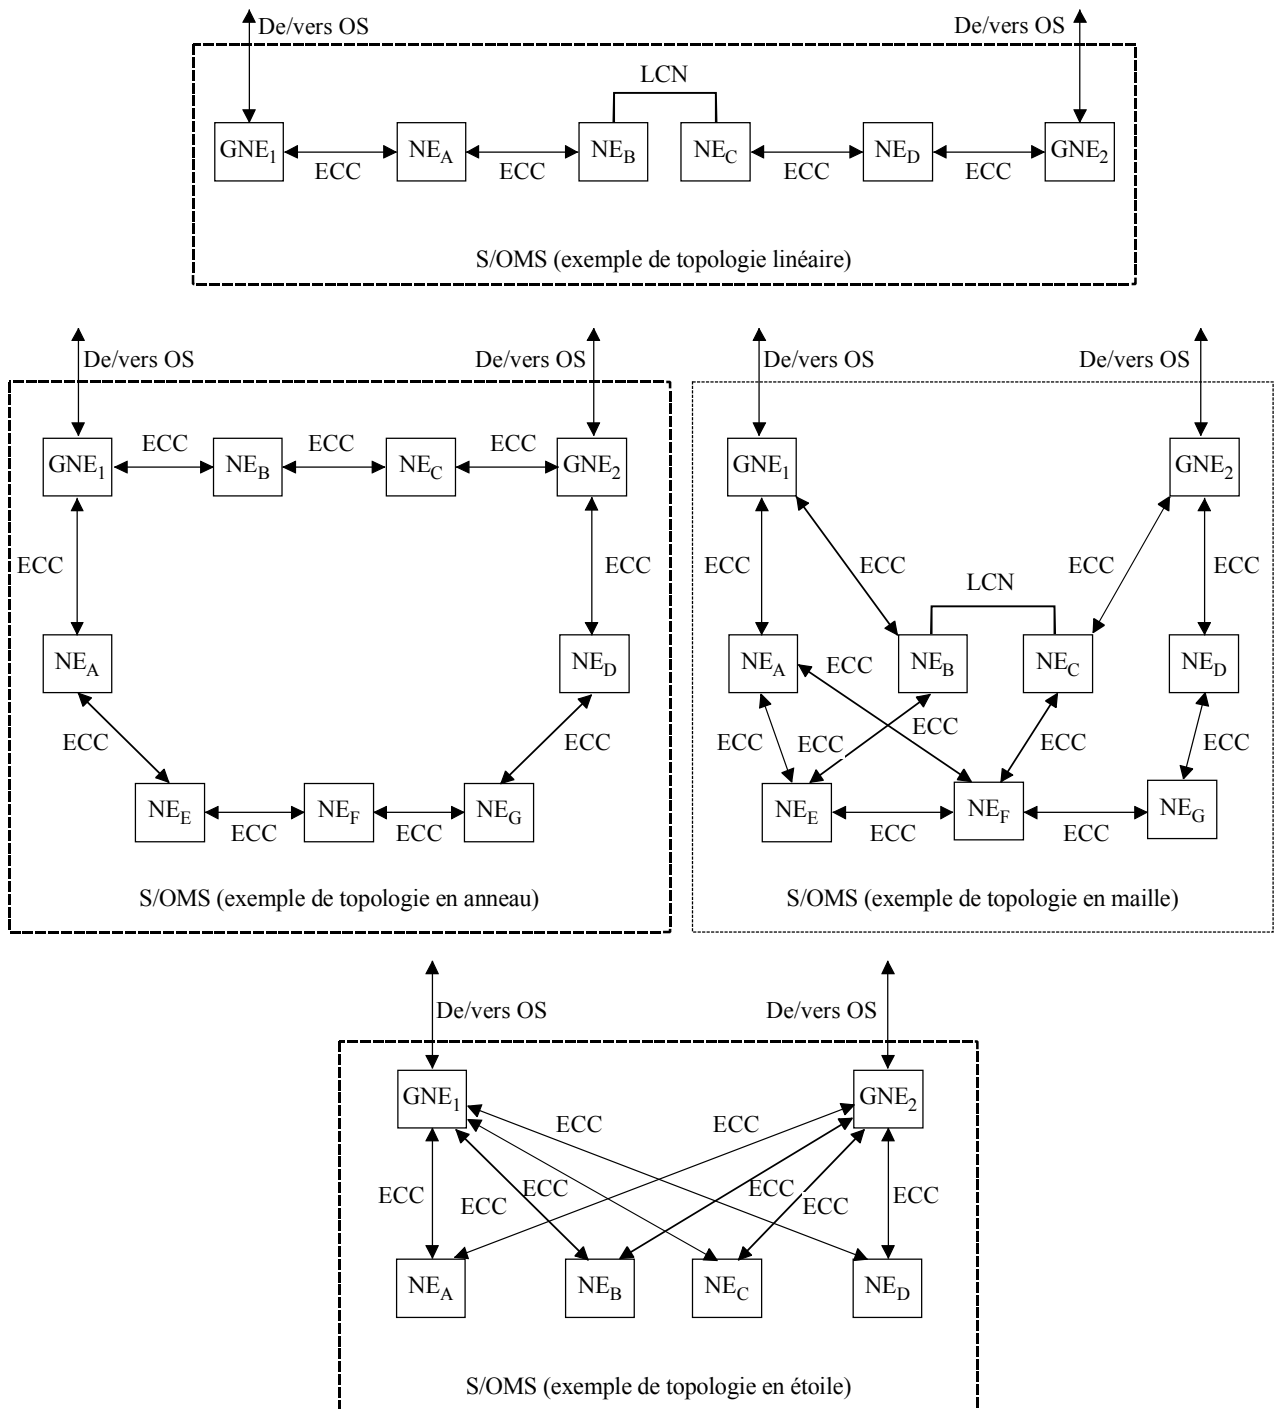 De/vers OS De/vers OS
LCN
GNE1 NEA NEB NEC NED GNE2
ECC ECC ECC ECC
S/OMS (exemple de topologie linéaire)
De/vers OS De/vers OS
ECC ECC ECC
GNE1 NEB NEC GNE2
ECC ECC
NEA NED
ECC ECC
NEE NEF NEG
ECC ECC
S/OMS (exemple de topologie en anneau)
De/vers OS De/vers OS
GNE1 GNE2
ECC ECC ECC ECC
LCN
NEA ECC NEB NEC NED
ECC ECC ECC ECC ECC
NEE NEF NEG
ECC ECC
S/OMS (exemple de topologie en maille)
De/vers OS De/vers OS
GNE1 GNE2
ECC ECC
ECC ECC ECC ECC ECC ECC
NEA NEB NEC NED
S/OMS (exemple de topologie en étoile)